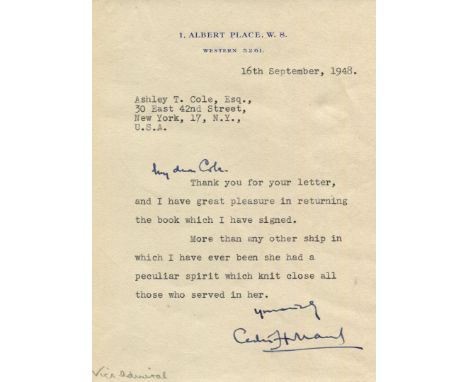 1, ALBERT PLACE, W. 8.
WESTERN 5261.
16th September, 1948.
Ashley T. Cole, Esq.,
30 East 42nd Street,
New York, 17, N.Y.,
U.S.A.
My dear Cole
Thank you for your letter,
and I have great pleasure in returning
the book which I have signed.
More than any other ship in
which I have ever been she had a
peculiar spirit which knit close all
those who served in her.
Cedric Holland
Vice Admiral